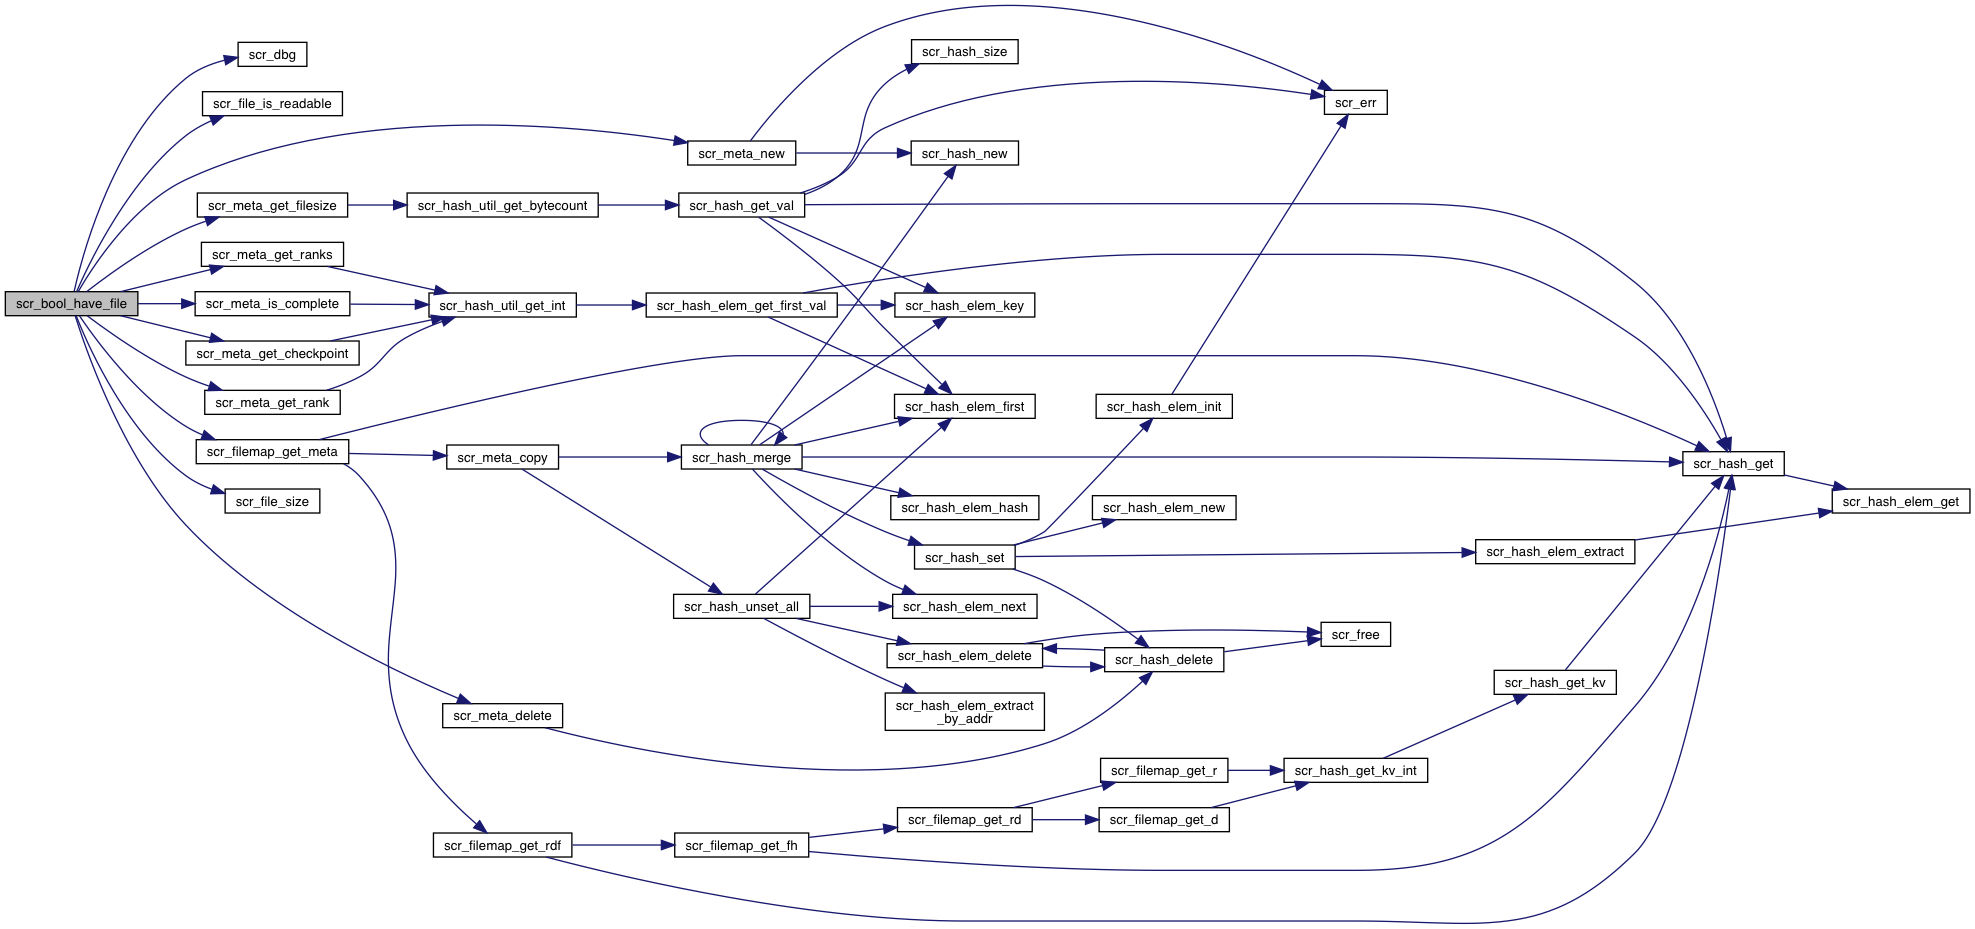 scr_bool_have_file
scr_dbg
scr_file_is_readable
scr_meta_get_filesize
scr_meta_get_ranks
scr_meta_is_complete
scr_meta_get_checkpoint
scr_meta_get_rank
scr_filemap_get_meta
scr_file_size
scr_hash_util_get_bytecount
scr_hash_util_get_int
scr_meta_copy
scr_meta_delete
scr_filemap_get_rdf
scr_meta_new
scr_hash_get_val
scr_hash_elem_get_first_val
scr_hash_merge
scr_hash_unset_all
scr_filemap_get_fh
scr_hash_size
scr_hash_new
scr_hash_elem_key
scr_hash_elem_first
scr_hash_elem_hash
scr_hash_set
scr_hash_elem_next
scr_hash_elem_delete
scr_hash_elem_extract
_by_addr
scr_filemap_get_rd
scr_hash_elem_init
scr_hash_elem_new
scr_hash_delete
scr_filemap_get_r
scr_filemap_get_d
scr_err
scr_free
scr_hash_get_kv_int
scr_hash_elem_extract
scr_hash_get_kv
scr_hash_get
scr_hash_elem_get